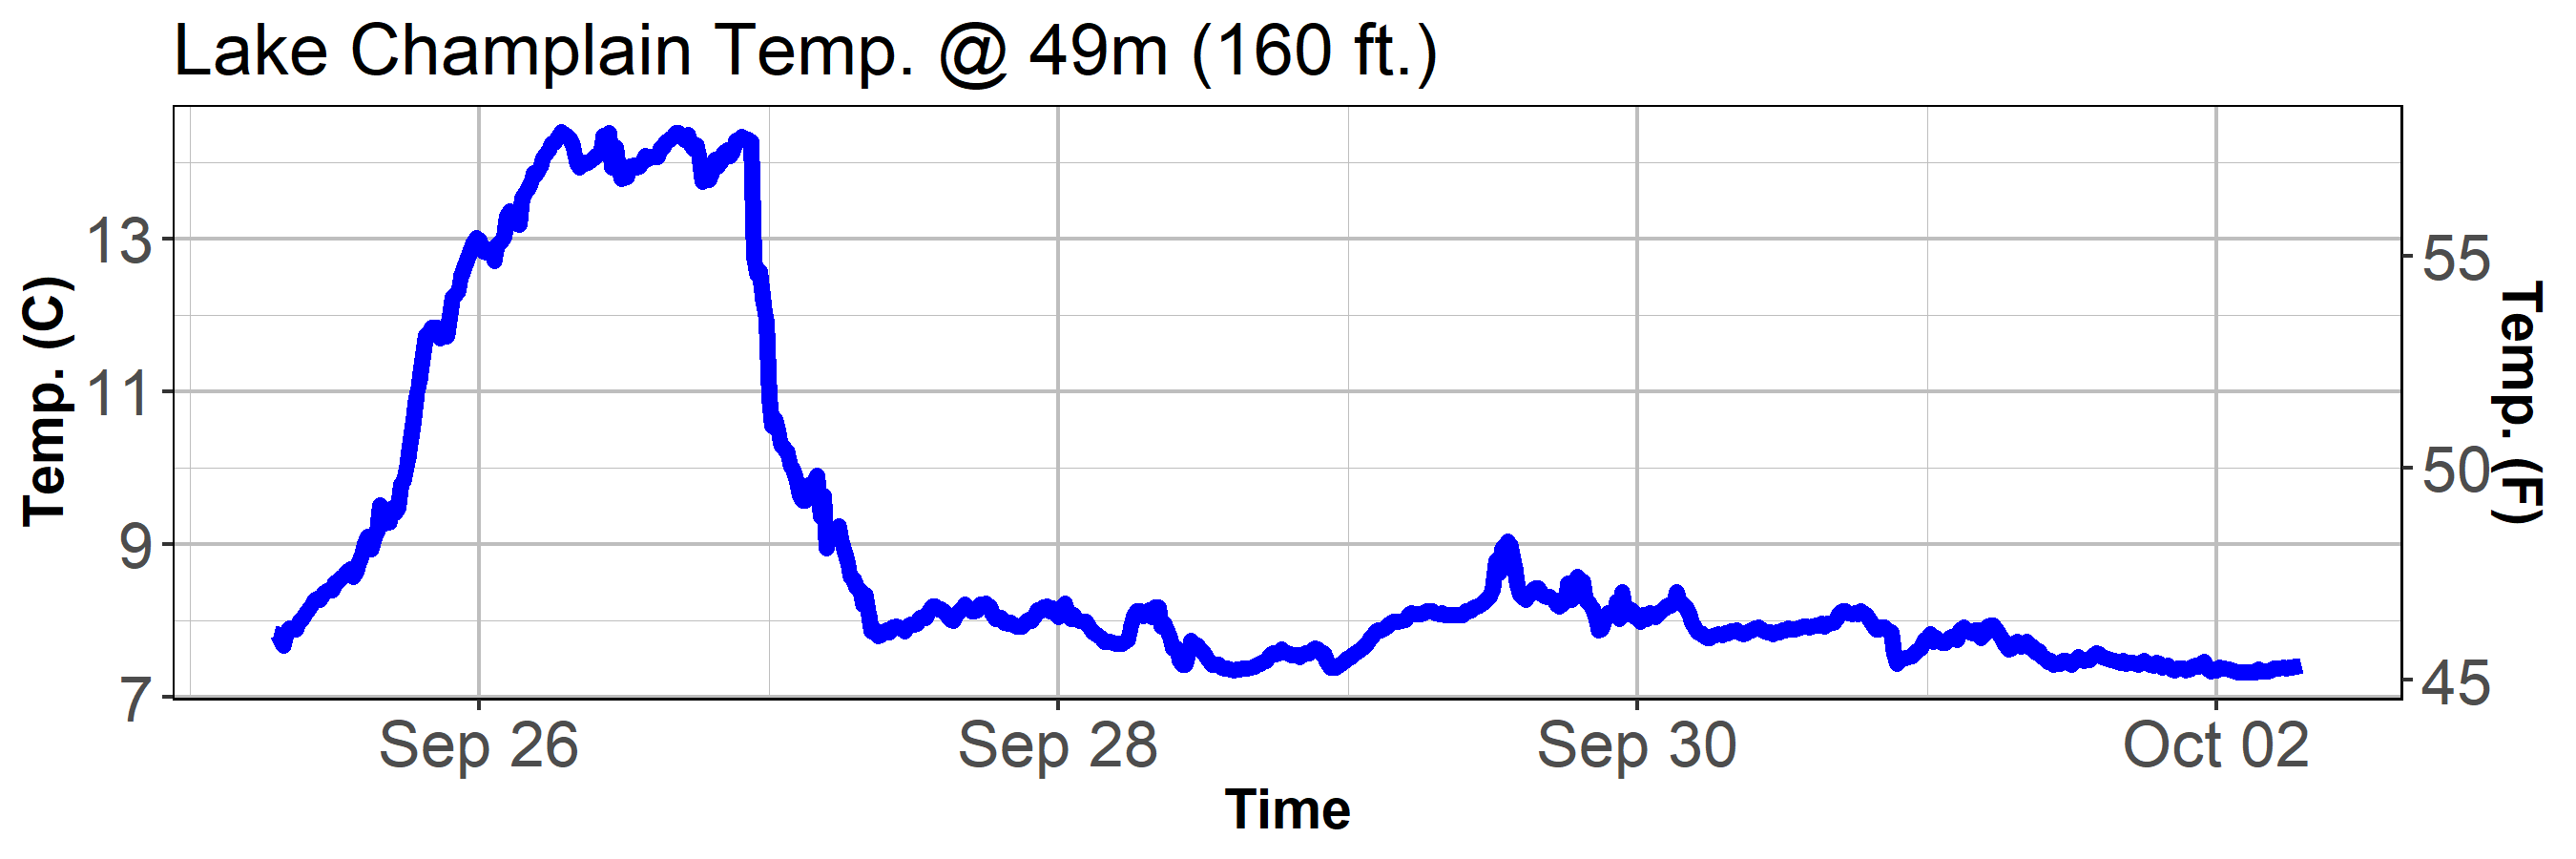 Lake Champlain Temp. @ 49m (160 ft.)
Temp. (C)
13
11
9
7
55
50
45
Temp. (F)
Sep 26
Sep 28
Sep 30
Oct 02
Time